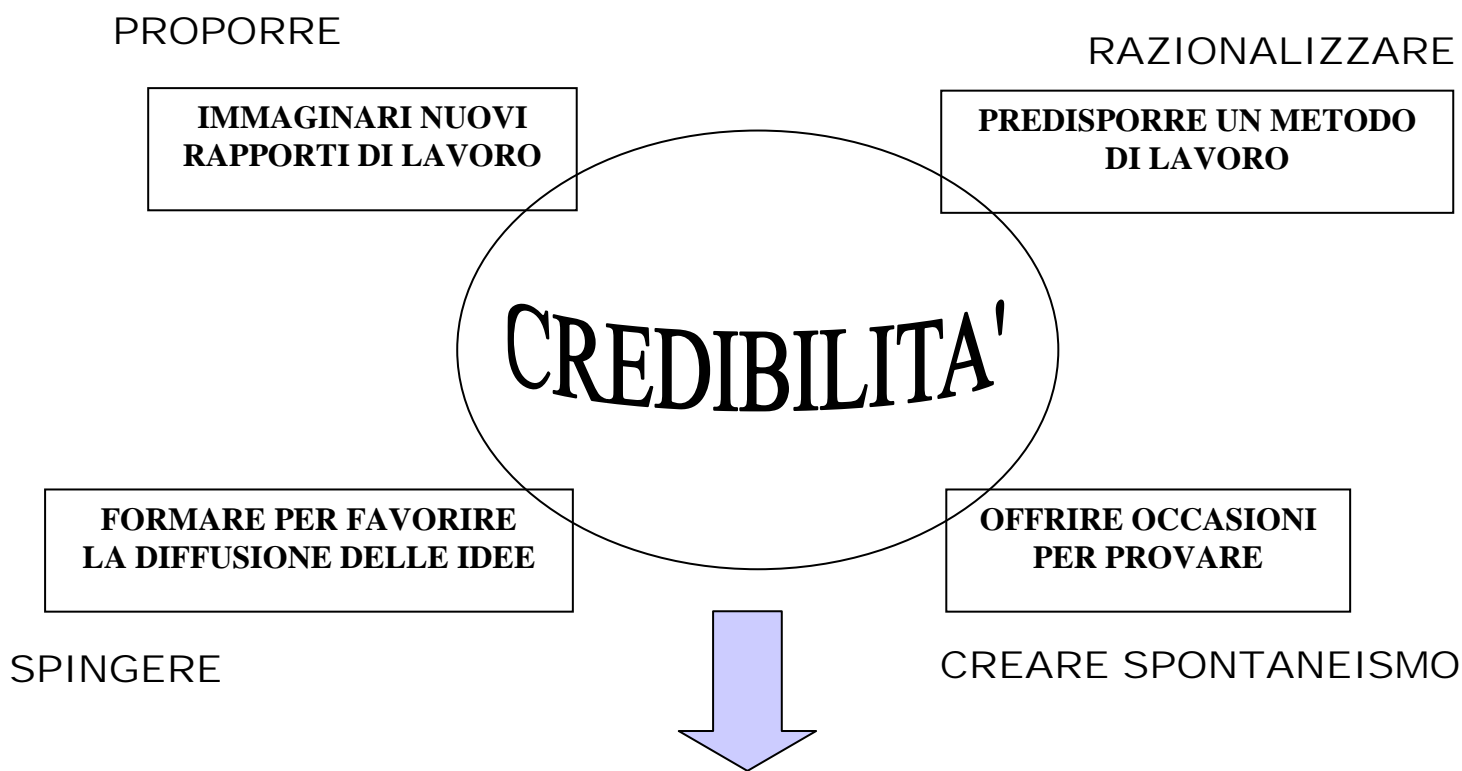 PROPORRE
RAZIONALIZZARE
IMMAGINARI NUOVI
RAPPORTI DI LAVORO
PREDISPORRE UN METODO
DI LAVORO
CREDIBILITA'
FORMARE PER FAVORIRE
LA DIFFUSIONE DELLE IDEE
OFFRIRE OCCASIONI
PER PROVARE
SPINGERE
CREARE SPONTANEISMO